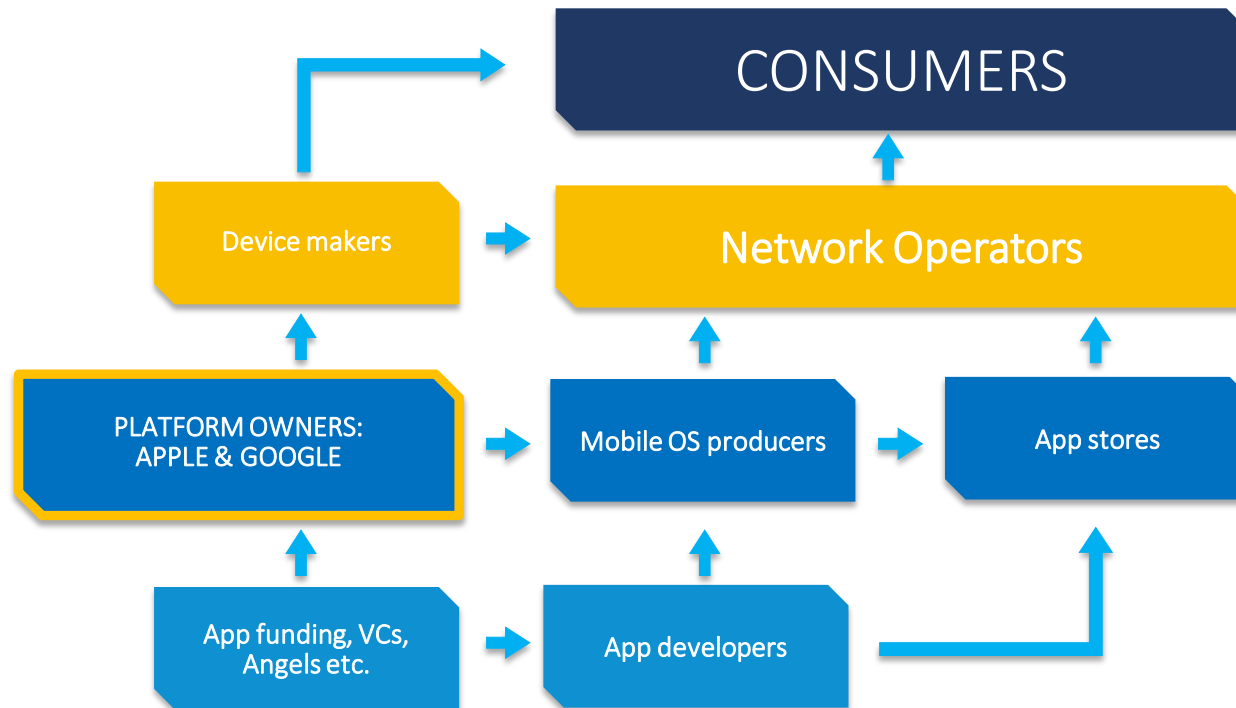 CONSUMERS
Device makers
Network Operators
PLATFORM OWNERS:
APPLE & GOOGLE
Mobile OS producers
App stores
App funding, VCs,
Angels etc.
App developers